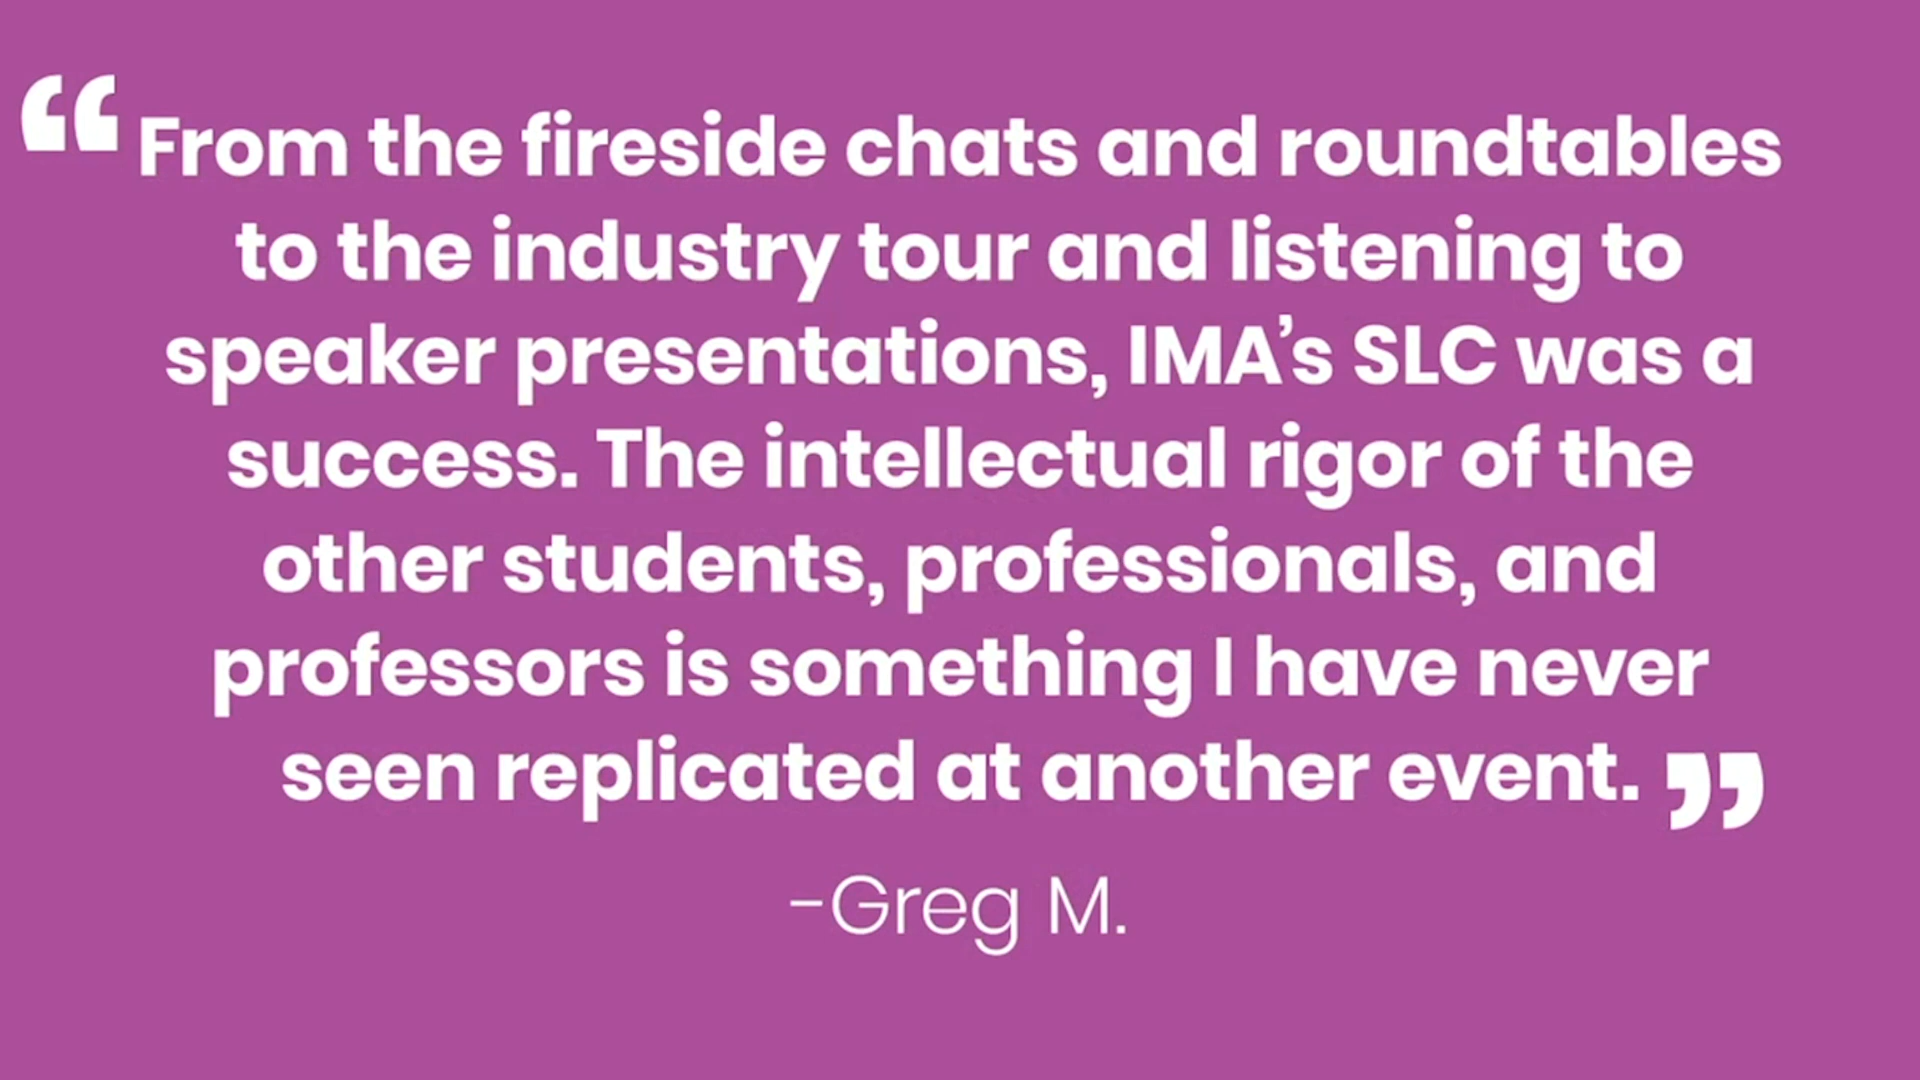 “From the fireside chats and roundtables
to the industry tour and listening to
speaker presentations, IMA’s SLC was a
success. The intellectual rigor of the
other students, professionals, and
professors is something I have never
seen replicated at another event.”
-Greg M.